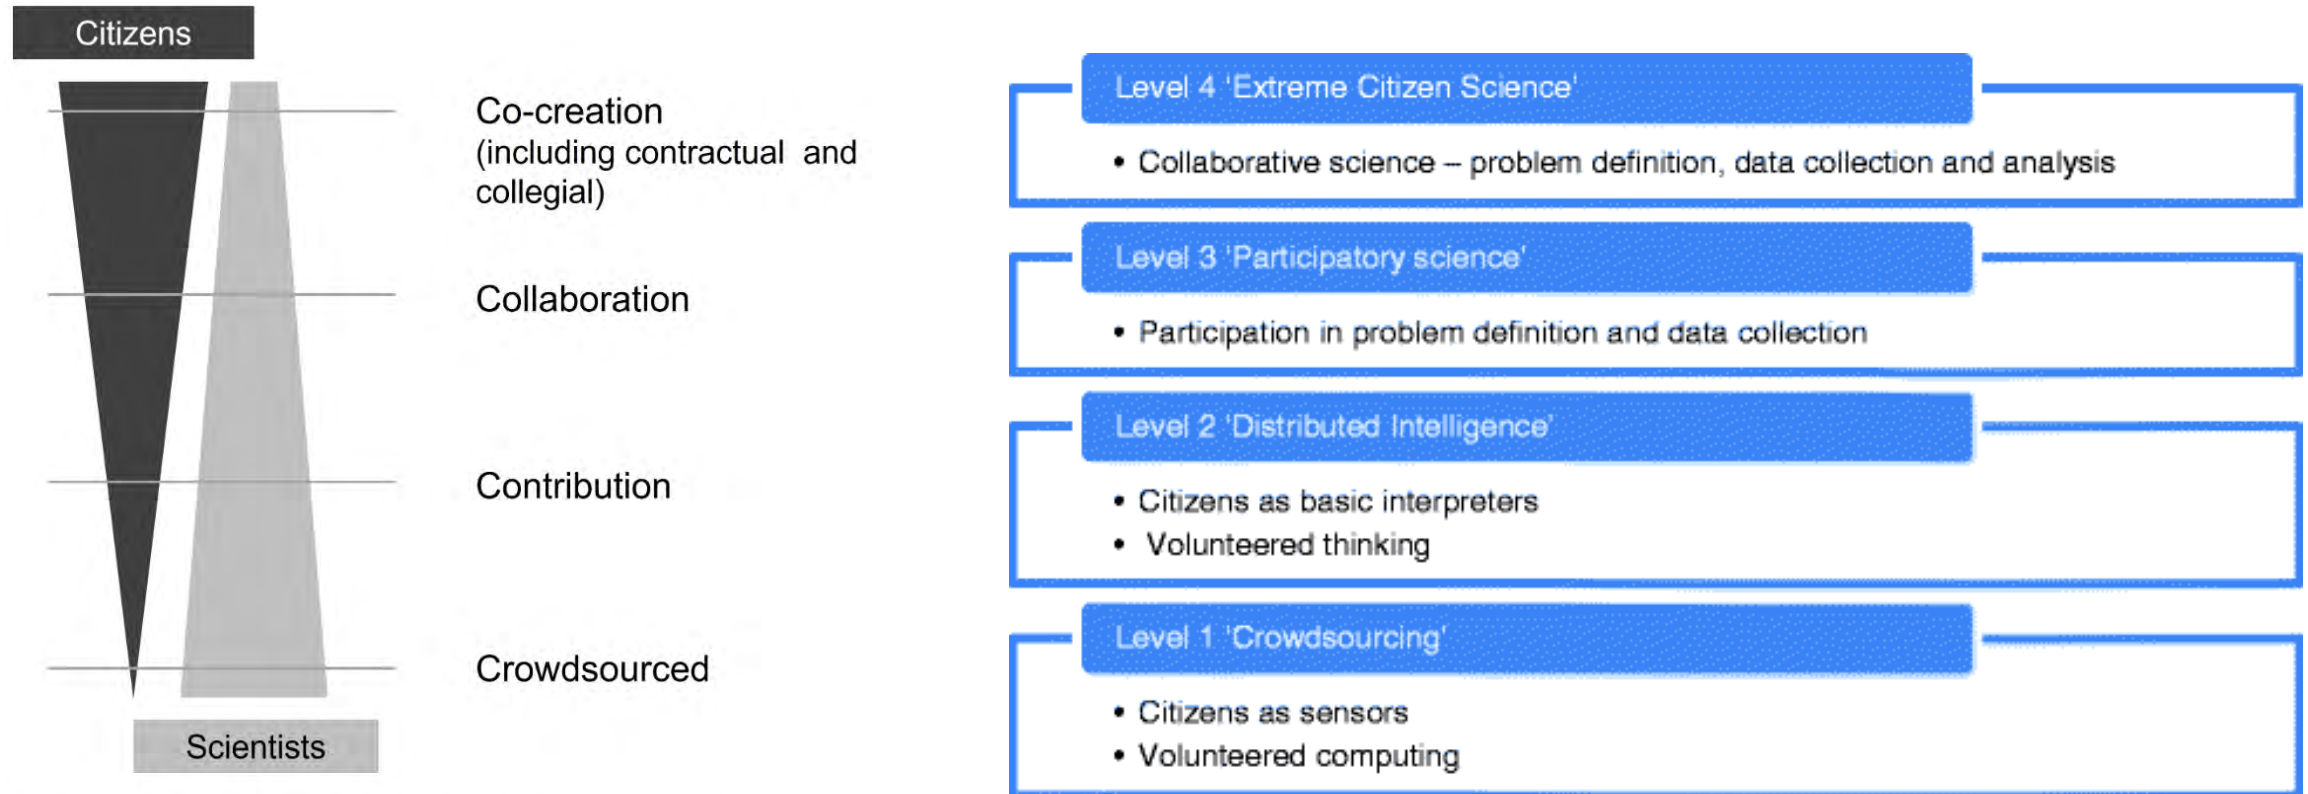 Citizens
Co-creation
(including contractual and
collegial)
Collaboration
Contribution
Crowdsourced
Scientists
Level 4 'Extreme Citizen Science'
• Collaborative science – problem definition, data collection and analysis
Level 3 'Participatory science'
• Participation in problem definition and data collection
Level 2 'Distributed Intelligence'
• Citizens as basic interpreters
• Volunteered thinking
Level 1 'Crowdsourcing'
• Citizens as sensors
• Volunteered computing